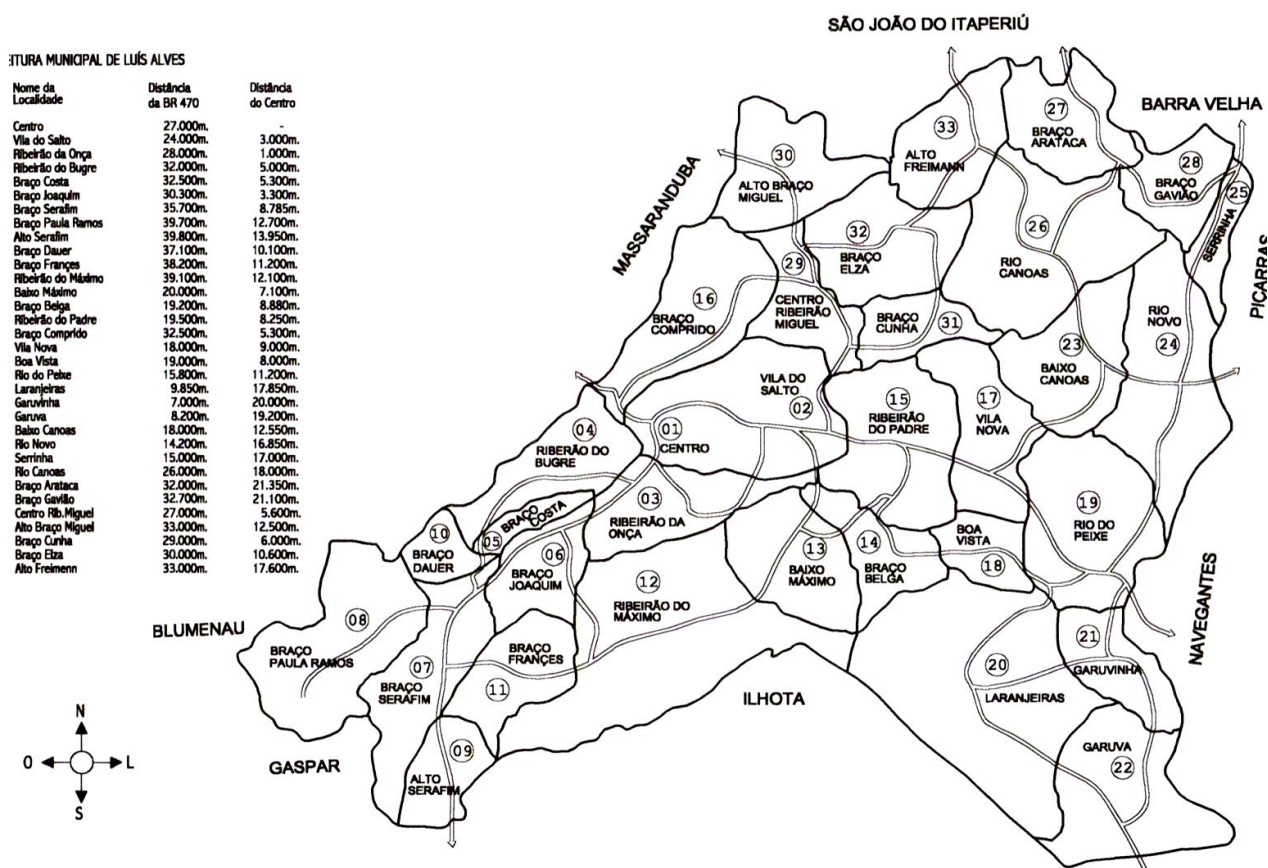 SÃO JOÃO DO ITAPERIÚ
ITURA MUNICIPAL DE LUÍS ALVES
Nome da Localidade Distância da BR 470 Distância do Centro
Centro 27.000m. -
Vila do Salto 24.000m. 3.000m.
Ribeirão da Onça 28.000m. 1.000m.
Ribeirão do Bugre 32.000m. 5.000m.
Braço Costa 32.500m. 5.300m.
Braço Joaquim 30.300m. 3.300m.
Braço Serafim 35.700m. 8.785m.
Braço Paula Ramos 39.700m. 12.700m.
Alto Serafim 39.800m. 13.950m.
Braço Dauer 37.100m. 10.100m.
Braço Françes 38.200m. 11.200m.
Ribeirão do Máximo 39.100m. 12.100m.
Baixo Máximo 20.000m. 7.100m.
Braço Belga 19.200m. 8.880m.
Ribeirão do Padre 19.500m. 8.250m.
Braço Comprido 32.500m. 5.300m.
Vila Nova 18.000m. 9.000m.
Boa Vista 19.000m. 8.000m.
Rio do Peixe 15.800m. 11.200m.
Laranjeiras 9.850m. 17.850m.
Garuvinha 7.000m. 20.000m.
Garuva 8.200m. 19.200m.
Baixo Canoas 18.000m. 12.550m.
Rio Novo 14.200m. 16.850m.
Serrinha 15.000m. 17.000m.
Rio Canoas 26.000m. 18.000m.
Braço Arataca 32.000m. 21.350m.
Braço Gavião 32.700m. 21.100m.
Centro Rib.Miguel 27.000m. 5.600m.
Alto Braço Miguel 33.000m. 12.500m.
Braço Cunha 29.000m. 6.000m.
Braço Elza 30.000m. 10.600m.
Alto Freimenn 33.000m. 17.600m.
BARRA VELHA
MASSARANDUBA
PIÇARRAS
NAVEGANTES
ILHOTA
GASPAR
BLUMENAU
27
BRAÇO
ARATACA
33
ALTO
FREIMANN
30
ALTO BRAÇO
MIGUEL
28
BRAÇO
GAVIÃO
25
SERRINHA
32
BRAÇO
ELZA
26
RIO
CANOAS
29
CENTRO
RIBEIRÃO
MIGUEL
16
BRAÇO
COMPRIDO
BRAÇO
CUNHA
31
RIO
NOVO
24
23
BAIXO
CANOAS
VILA DO
SALTO
02
15
RIBEIRÃO
DO PADRE
17
VILA
NOVA
01
CENTRO
04
RIBERÃO DO
BUGRE
03
RIBEIRÃO DA
ONÇA
BRAÇO
COSTA
05
10
BRAÇO
DAUER
06
BRAÇO
JOAQUIM
19
RIO DO
PEIXE
13
BAIXO
MÁXIMO
14
BRAÇO
BELGA
BOA
VISTA
18
12
RIBEIRÃO DO
MÁXIMO
08
BRAÇO
PAULA RAMOS
07
BRAÇO
SERAFIM
BRAÇO
FRANÇES
11
21
GARUVINHA
20
LARANJEIRAS
09
ALTO
SERAFIM
GARUVA
22
N
O
L
S